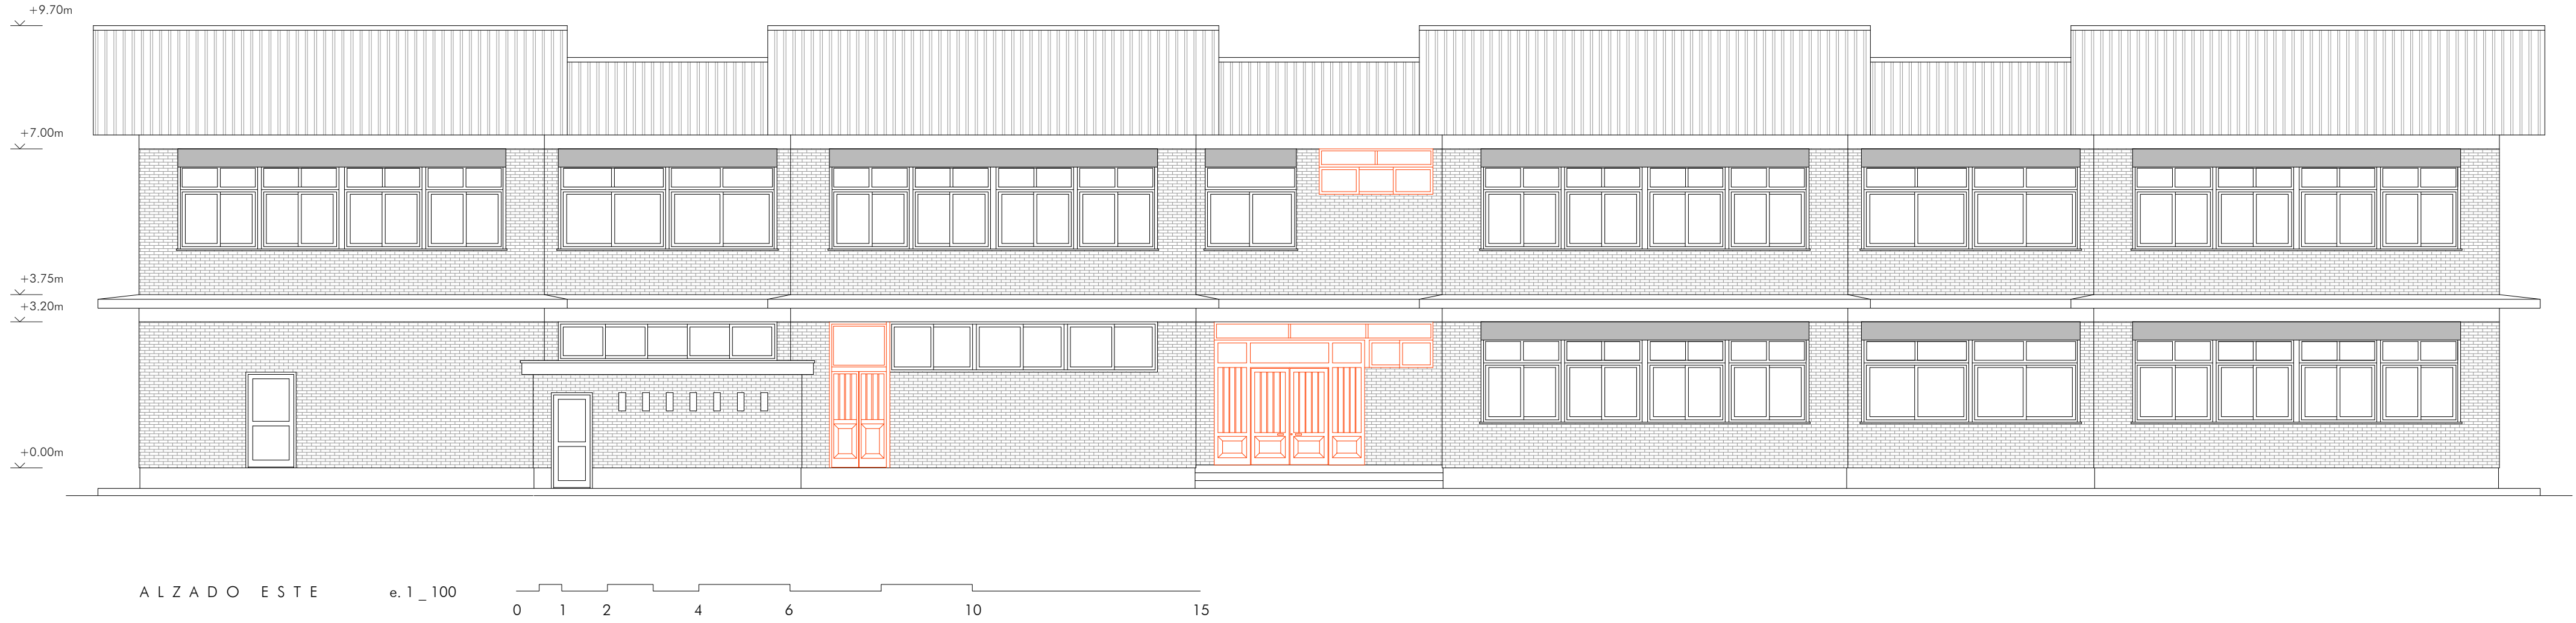 +9.70m
+7.00m
+3.75m
+3.20m
+0.00m
ALZADO ESTE e. 1 _ 100
0 1 2 4 6 10 15